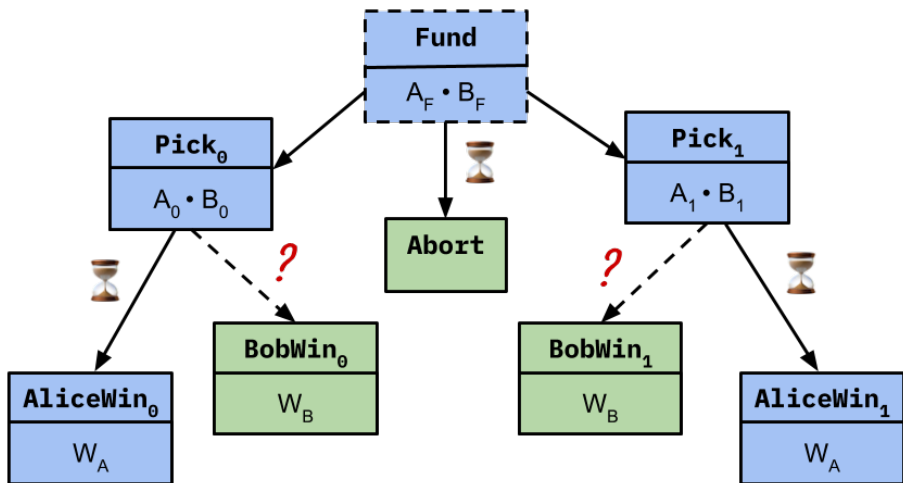 Fund
A_F • B_F
Pick_0
A_0 • B_0
Pick_1
A_1 • B_1
Abort
?
?
BobWin_0
W_B
BobWin_1
W_B
AliceWin_0
W_A
AliceWin_1
W_A